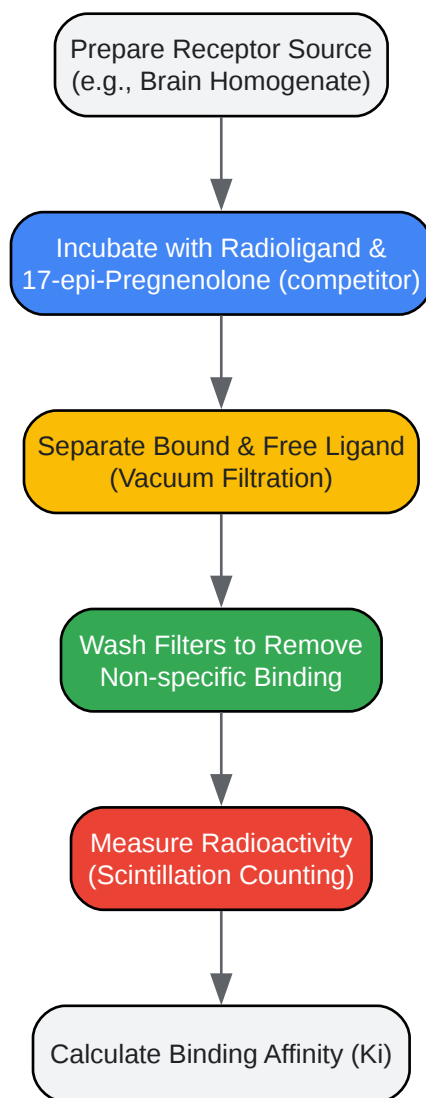 Prepare Receptor Source
(e.g., Brain Homogenate)
Incubate with Radioligand &
17-epi-Pregnenolone (competitor)
Separate Bound & Free Ligand
(Vacuum Filtration)
Wash Filters to Remove
Non-specific Binding
Measure Radioactivity
(Scintillation Counting)
Calculate Binding Affinity (Ki)